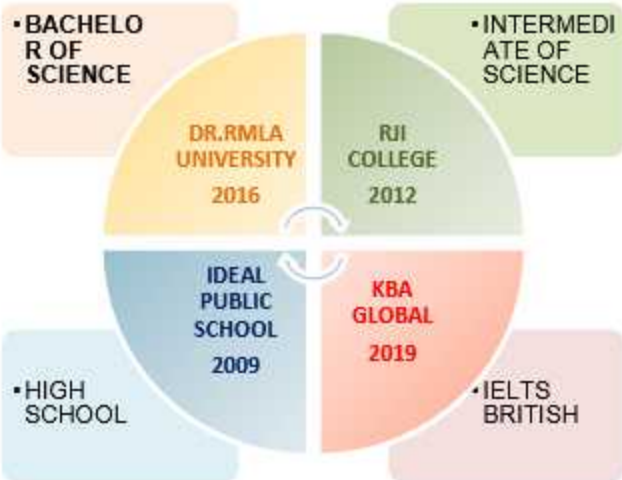 • BACHELO
R OF
SCIENCE
• INTERMEDI
ATE OF
SCIENCE
DR.RMLA
UNIVERSITY
2016
RJI
COLLEGE
2012
IDEAL
PUBLIC
SCHOOL
2009
KBA
GLOBAL
2019
• HIGH
SCHOOL
• IELTS
BRITISH